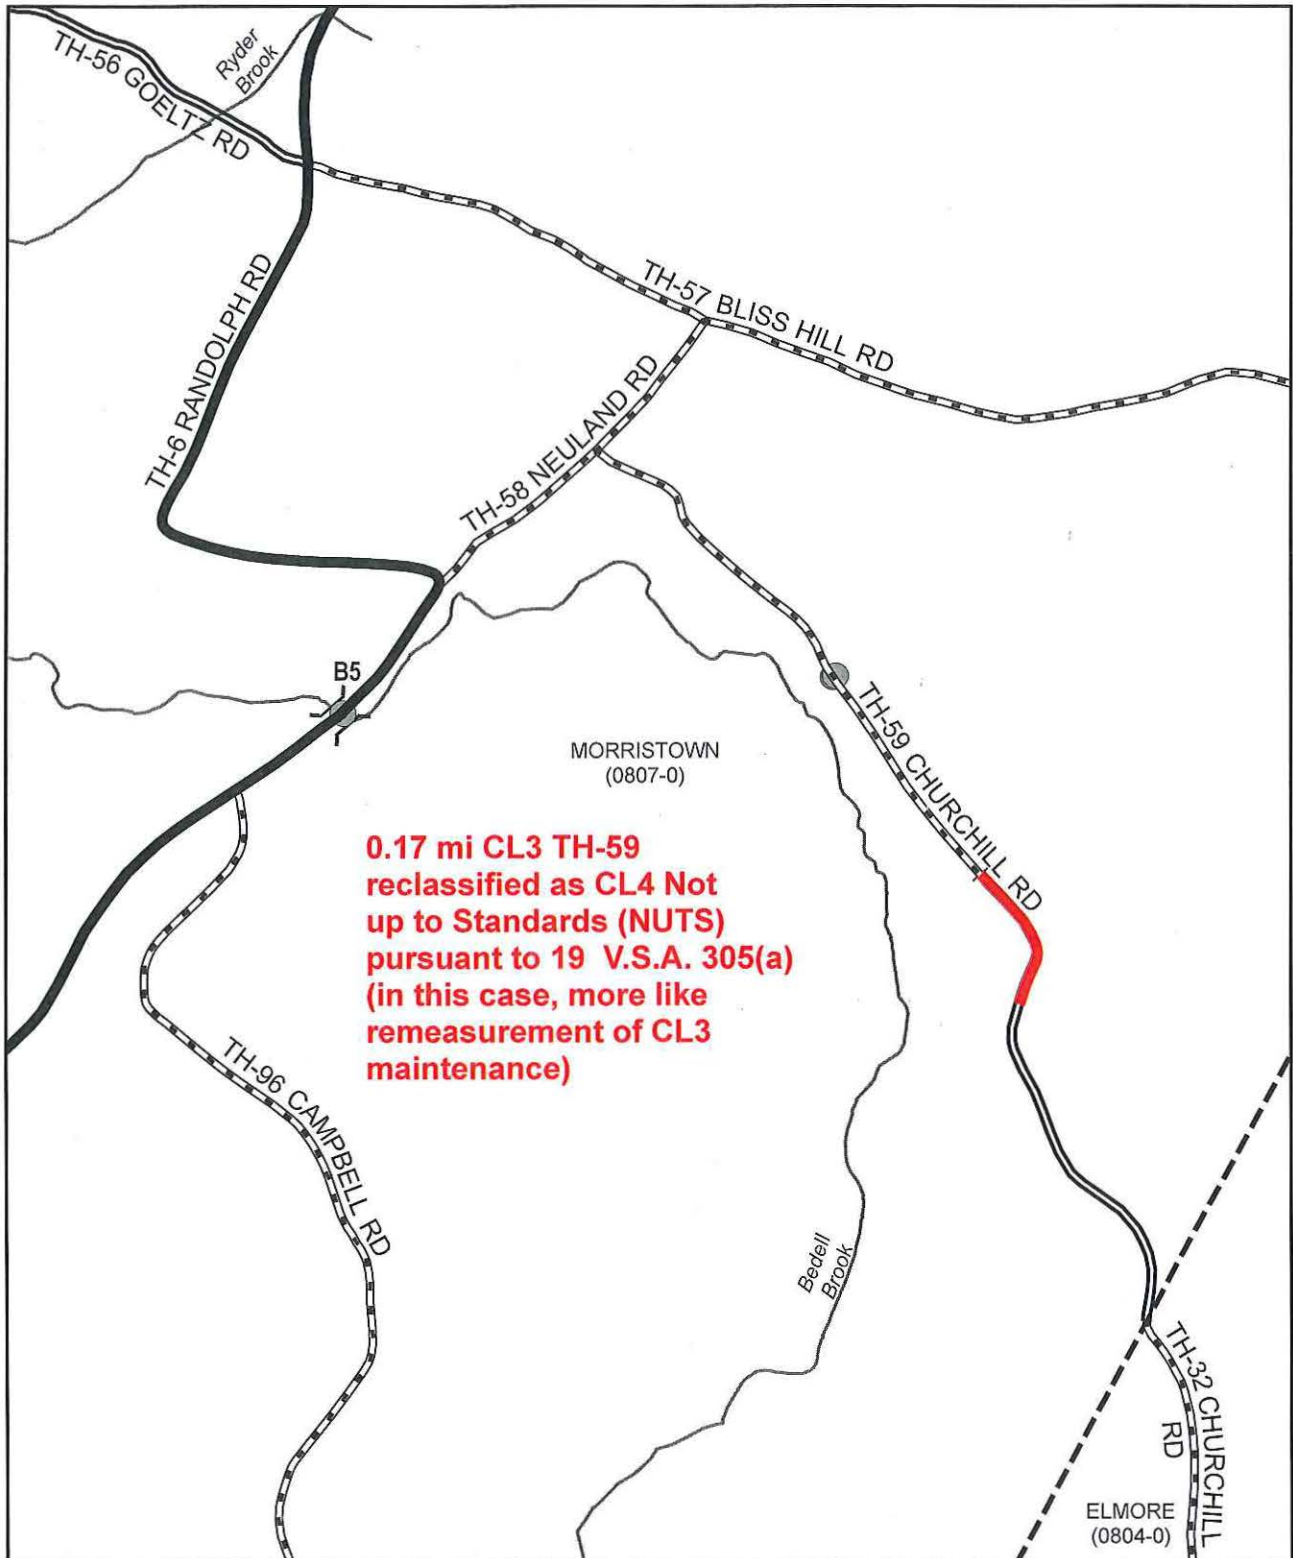 TH-56 GOELTZ RD
Ryder
Brook
TH-6 RANDOLPH RD
TH-57 BLISS HILL RD
TH-58 NEULAND RD
B5
MORRISTOWN
(0807-0)
TH-59 CHURCHILL RD
0.17 mi CL3 TH-59
reclassified as CL4 Not
up to Standards (NUTS)
pursuant to 19 V.S.A. 305(a)
(in this case, more like
remeasurement of CL3
maintenance)
TH-96 CAMPBELL RD
Bedell
Brook
TH-32 CHURCHILL
RD
ELMORE
(0804-0)